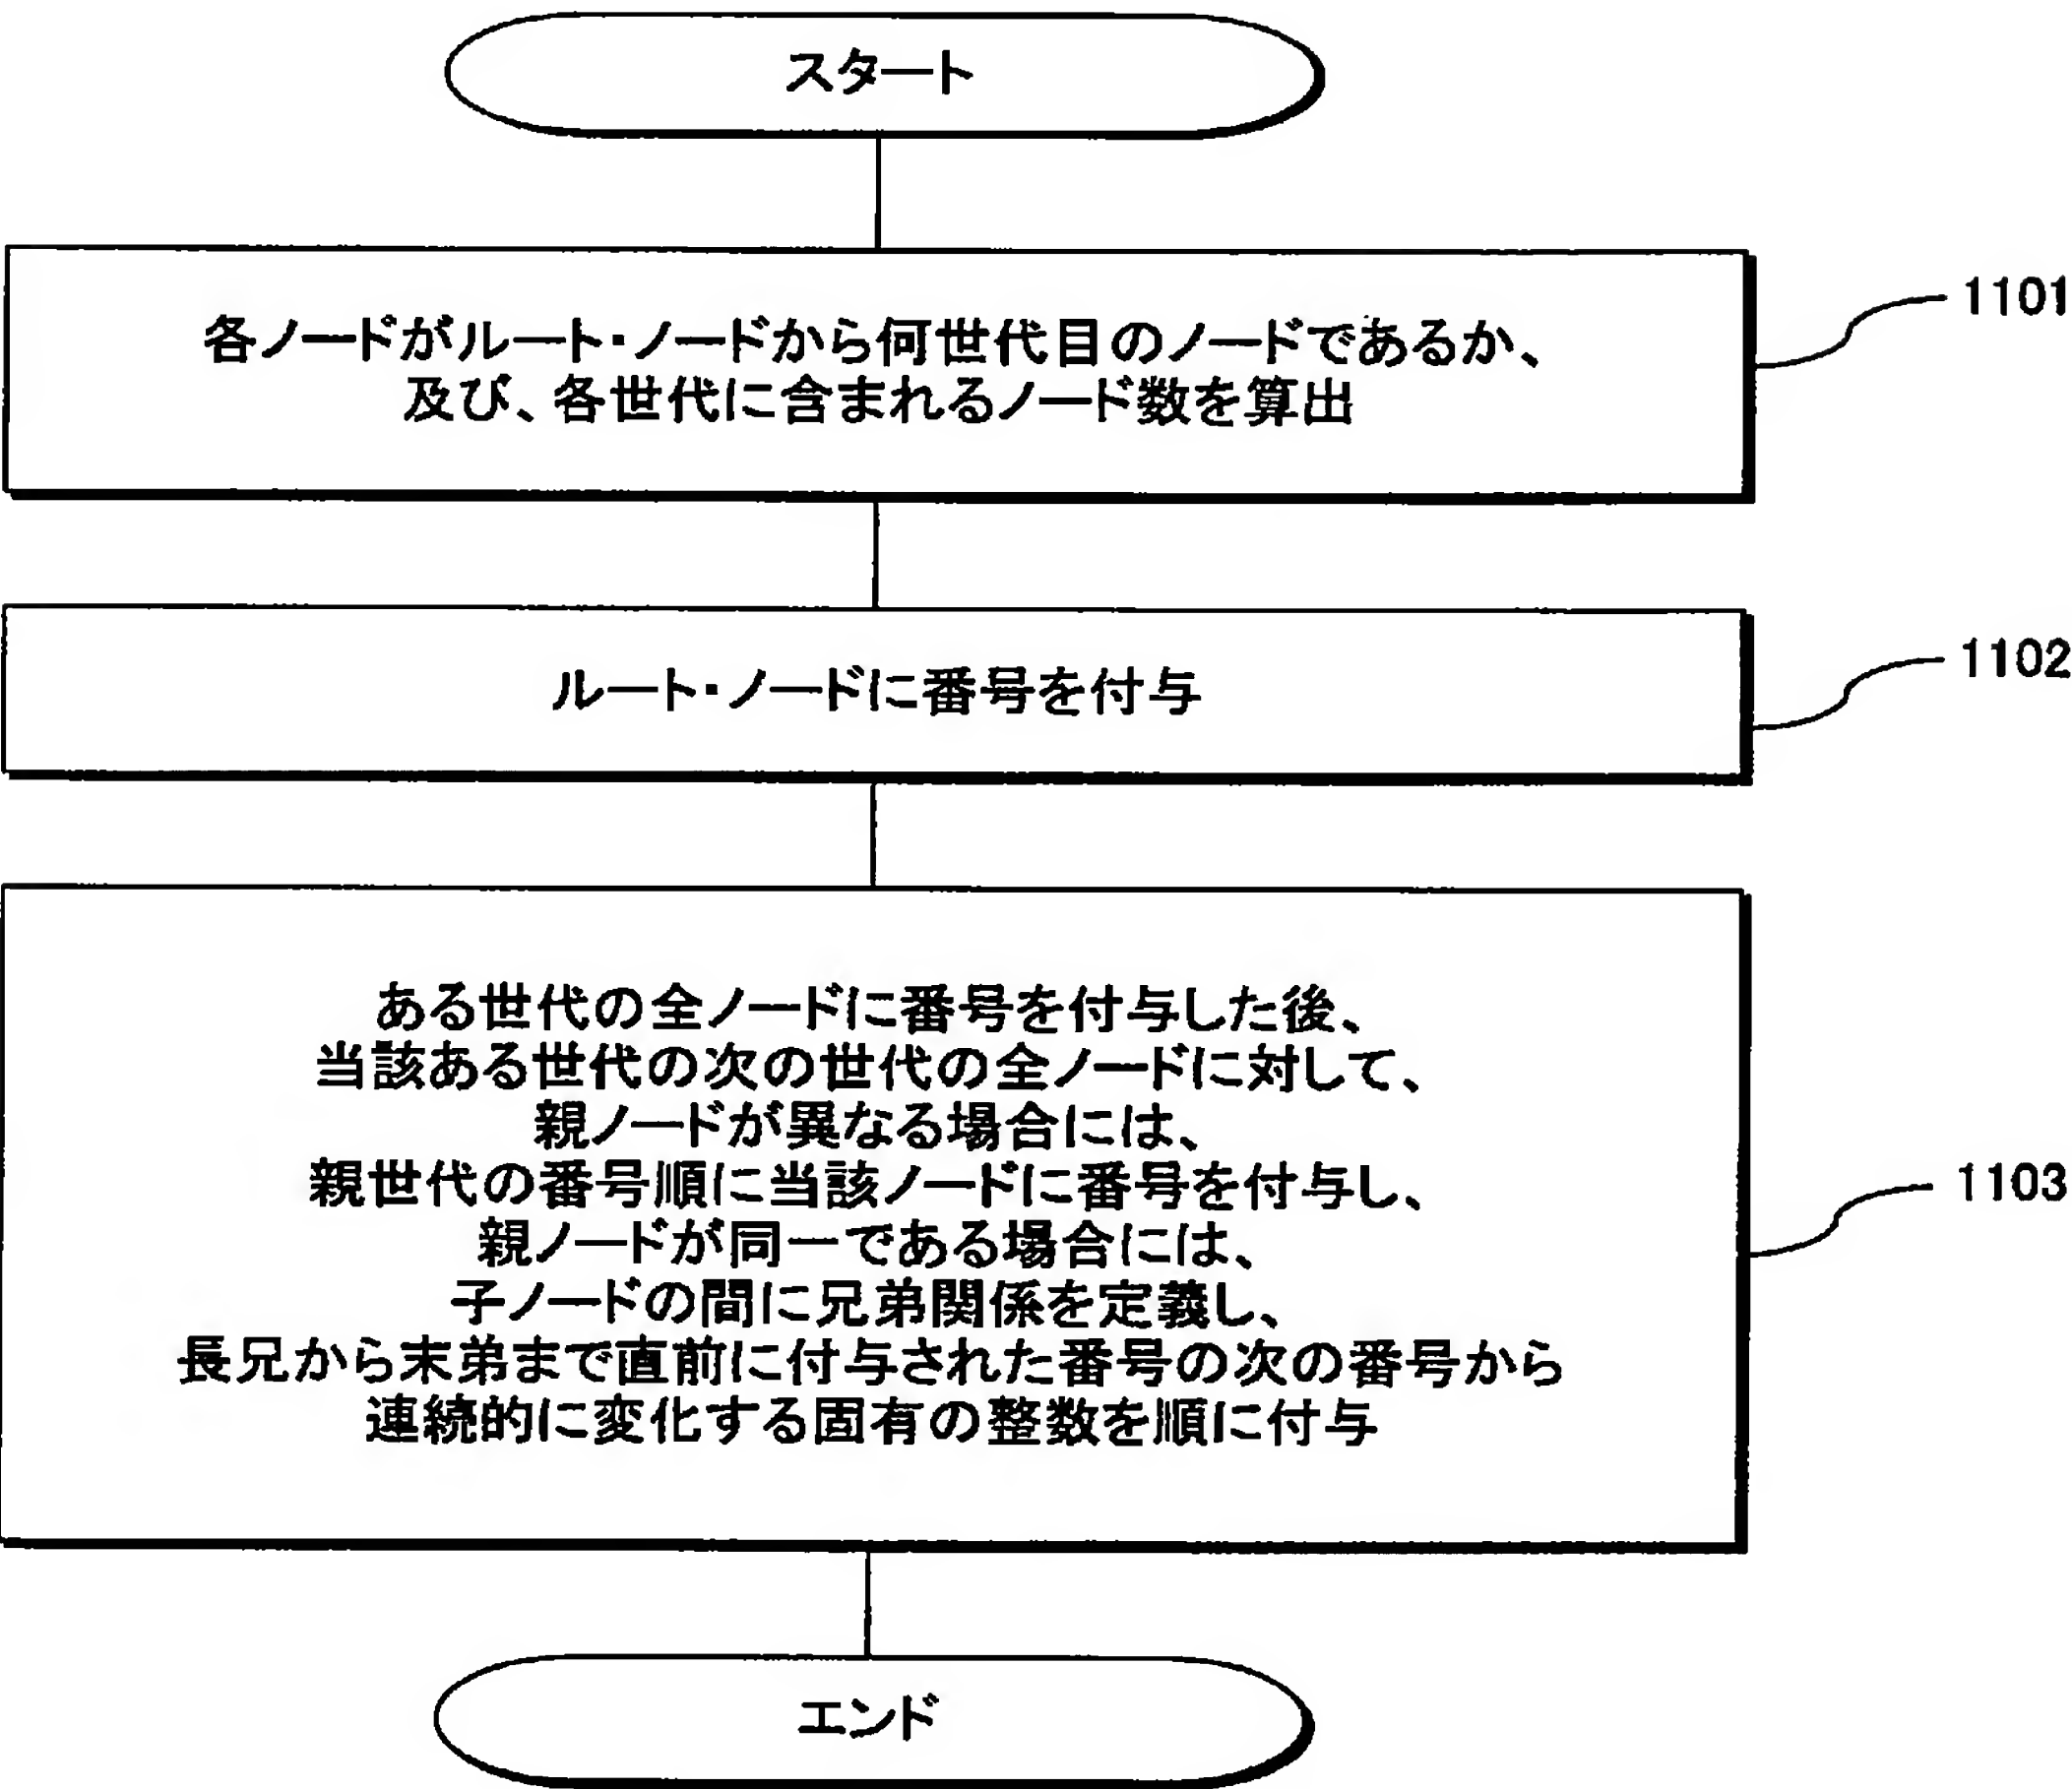 スタート
各ノードがルート・ノードから何世代目のノードであるか、
及び、各世代に含まれるノード数を算出
1101
ルート・ノードに番号を付与
1102
ある世代の全ノードに番号を付与した後、
当該ある世代の次の世代の全ノードに対して、
親ノードが異なる場合には、
親世代の番号順に当該ノードに番号を付与し、
親ノードが同一である場合には、
子ノードの間に兄弟関係を定義し、
長兄から末弟まで直前に付与された番号の次の番号から
連続的に変化する固有の整数を順に付与
1103
エンド